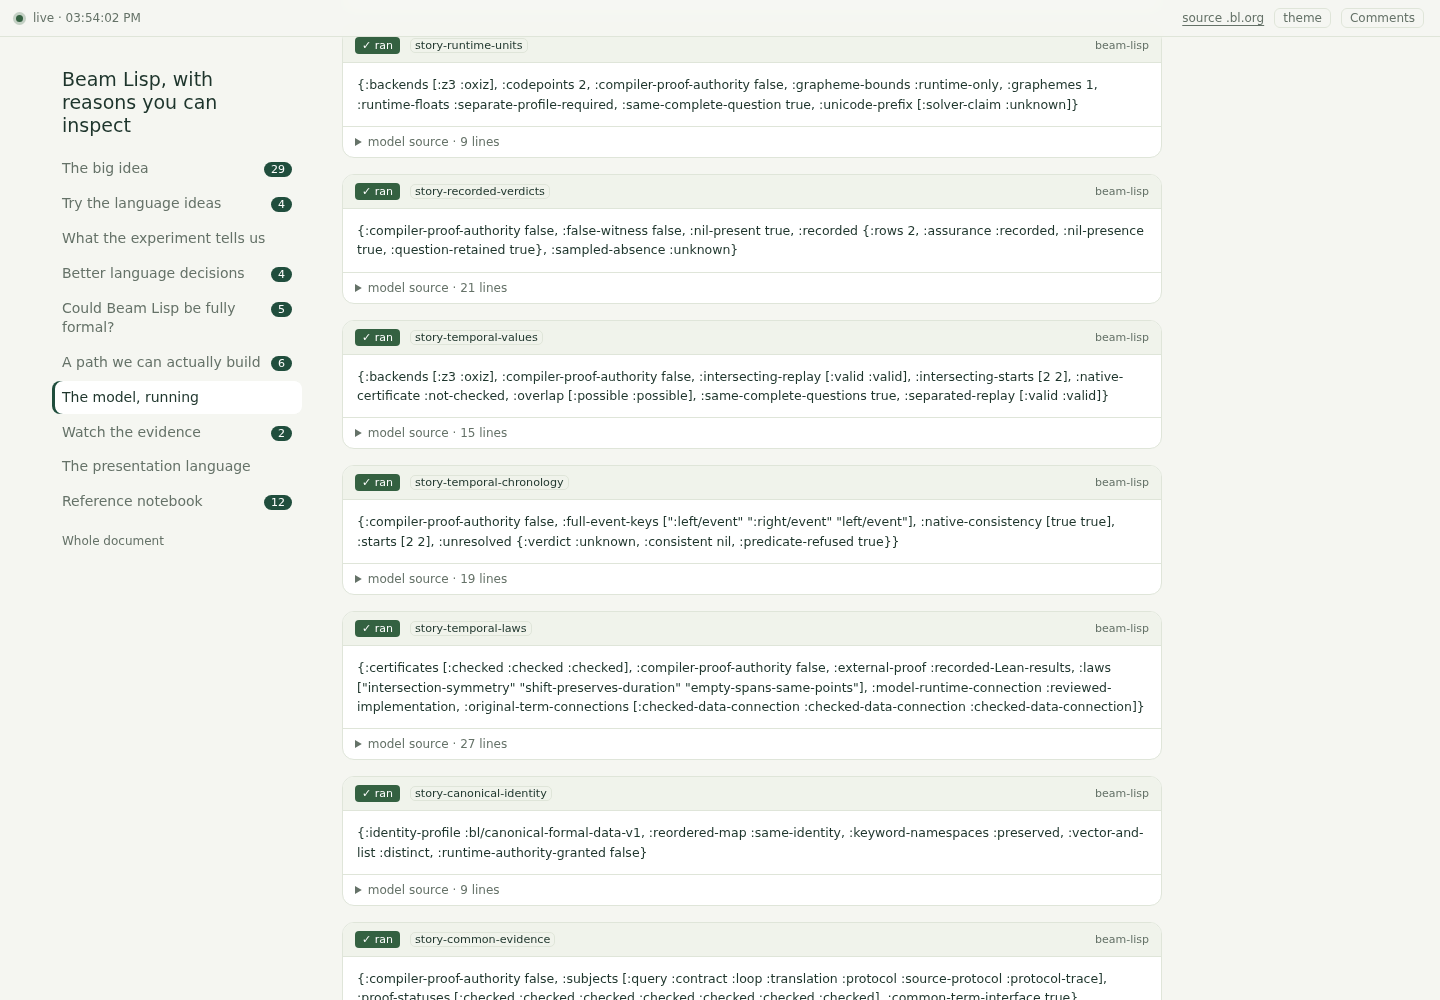 live · 03:54:02 PM
source .bl.org
theme
Comments
Beam Lisp, with
reasons you can
inspect
The big idea 29
Try the language ideas 4
What the experiment tells us
Better language decisions 4
Could Beam Lisp be fully
formal? 5
A path we can actually build 6
The model, running
Watch the evidence 2
The presentation language
Reference notebook 12
Whole document
✓ ran story-runtime-units beam-lisp
{:backends [:z3 :oxiz], :codepoints 2, :compiler-proof-authority false, :grapheme-bounds :runtime-only, :graphemes 1,
:runtime-floats :separate-profile-required, :same-complete-question true, :unicode-prefix [:solver-claim :unknown]}
▶ model source · 9 lines
✓ ran story-recorded-verdicts beam-lisp
{:compiler-proof-authority false, :false-witness false, :nil-present true, :recorded {:rows 2, :assurance :recorded, :nil-presence
true, :question-retained true}, :sampled-absence :unknown}
▶ model source · 21 lines
✓ ran story-temporal-values beam-lisp
{:backends [:z3 :oxiz], :compiler-proof-authority false, :intersecting-replay [:valid :valid], :intersecting-starts [2 2], :native-
certificate :not-checked, :overlap [:possible :possible], :same-complete-questions true, :separated-replay [:valid :valid]}
▶ model source · 15 lines
✓ ran story-temporal-chronology beam-lisp
{:compiler-proof-authority false, :full-event-keys [":left/event" ":right/event" "left/event"], :native-consistency [true true],
:starts [2 2], :unresolved {:verdict :unknown, :consistent nil, :predicate-refused true}}
▶ model source · 19 lines
✓ ran story-temporal-laws beam-lisp
{:certificates [:checked :checked :checked], :compiler-proof-authority false, :external-proof :recorded-Lean-results, :laws
["intersection-symmetry" "shift-preserves-duration" "empty-spans-same-points"], :model-runtime-connection :reviewed-
implementation, :original-term-connections [:checked-data-connection :checked-data-connection :checked-data-connection]}
▶ model source · 27 lines
✓ ran story-canonical-identity beam-lisp
{:identity-profile :bl/canonical-formal-data-v1, :reordered-map :same-identity, :keyword-namespaces :preserved, :vector-and-
list :distinct, :runtime-authority-granted false}
▶ model source · 9 lines
✓ ran story-common-evidence beam-lisp
{:compiler-proof-authority false, :subjects [:query :contract :loop :translation :protocol :source-protocol :protocol-trace],
:proof-statuses [:checked :checked :checked :checked :checked :checked :checked], :common-term-interface true}